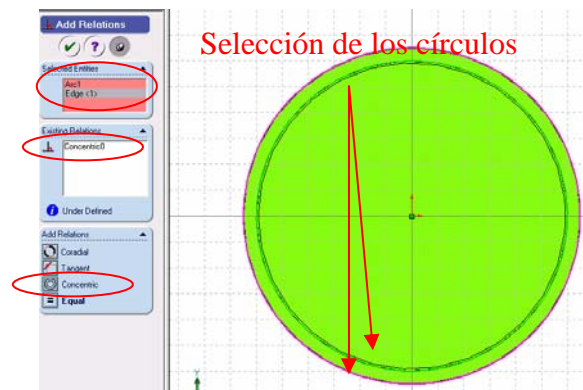 Add Relations
Selección de los círculos
Selected Entities
Arc1
Edge <1>
Existing Relations
Concentric0
Under Defined
Add Relations
Coradial
Tangent
Concentric
Equal